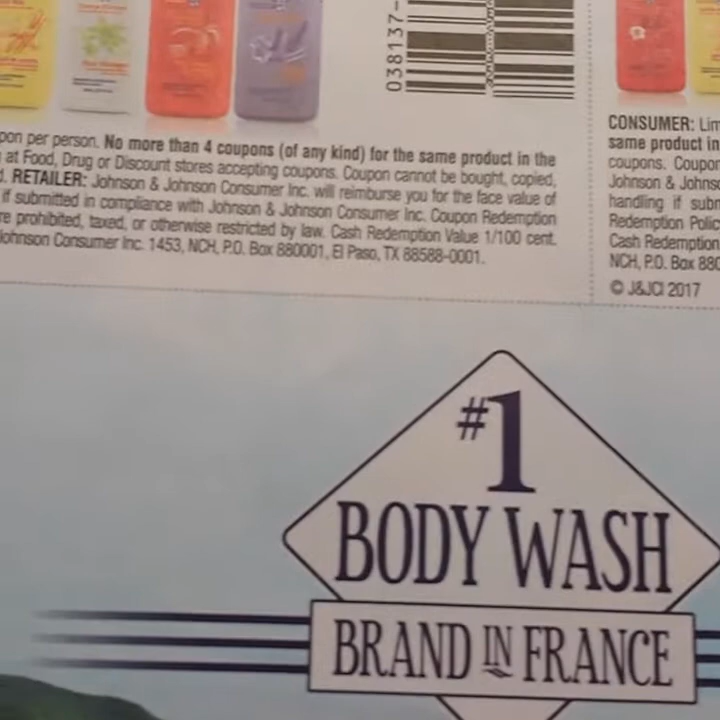 038137-
pon per person. No more than 4 coupons (of any kind) for the same product in the
at Food, Drug or Discount stores accepting coupons. Coupon cannot be bought, copied,
RETAILER: Johnson & Johnson Consumer Inc. will reimburse you for the face value of
if submitted in compliance with Johnson & Johnson Consumer Inc. Coupon Redemption
re prohibited, taxed, or otherwise restricted by law. Cash Redemption Value 1/100 cent.
Johnson Consumer Inc. 1453, NCH, P.O. Box 880001, El Paso, TX 88588-0001.
CONSUMER: Lim
same product in
coupons. Coupon
Johnson & Johns
handling if subm
Redemption Polic
Cash Redemption
NCH, P.O. Box 880
© J&JCI 2017
#1
BODY WASH
BRAND IN FRANCE